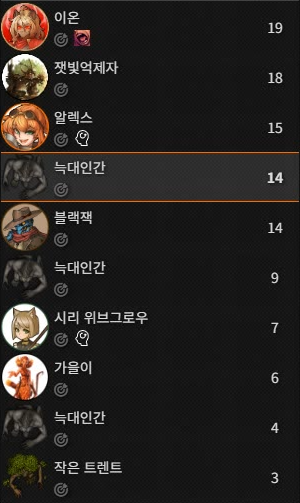 이온
19
잿빛억제자
18
알렉스
15
늑대인간
14
블랙잭
14
늑대인간
9
시리 위브그로우
7
가을이
6
늑대인간
4
작은 트렌트
3